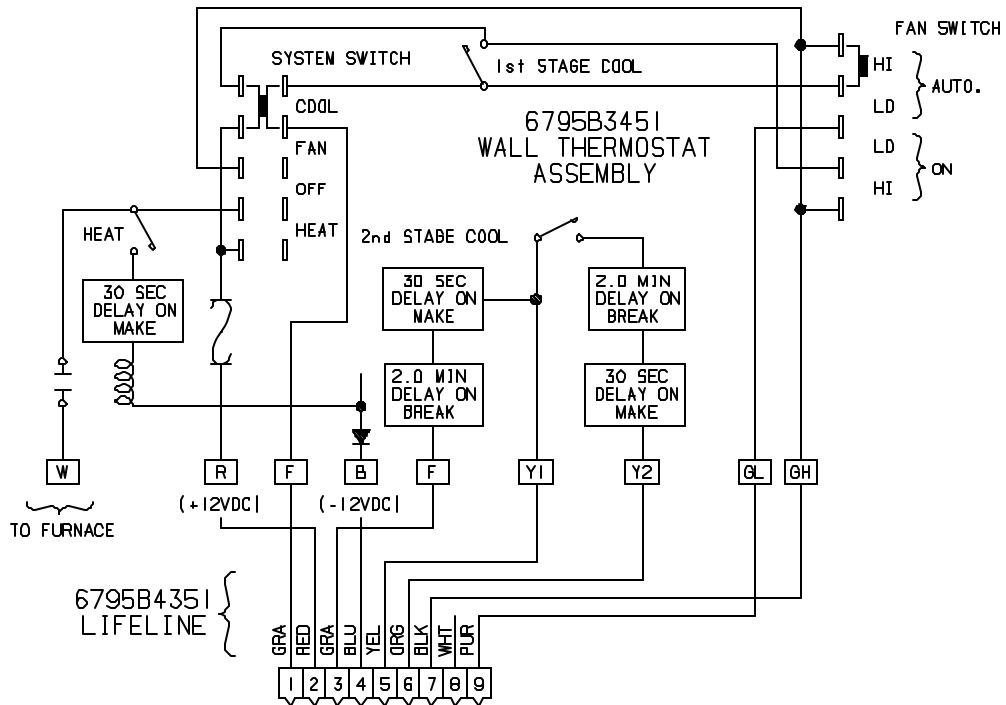 FAN SWITCH
SYSTEM SWITCH
1st STAGE COOL
HI
AUTO.
COOL
LO
6795B3451
WALL THERMOSTAT
ASSEMBLY
FAN
LO
ON
OFF
HI
HEAT
HEAT
2nd STABE COOL
30 SEC
DELAY ON
MAKE
30 SEC
DELAY ON
MAKE
2.0 MIN
DELAY ON
BREAK
2.0 MIN
DELAY ON
BREAK
30 SEC
DELAY ON
MAKE
W
R
F
B
F
Y1
Y2
GL
GH
(+12VDC)
(-12VDC)
TO FURNACE
6795B4351
LIFELINE
GRA
RED
GRA
BLU
YEL
ORG
BLK
WHT
PUR
1 2 3 4 5 6 7 8 9